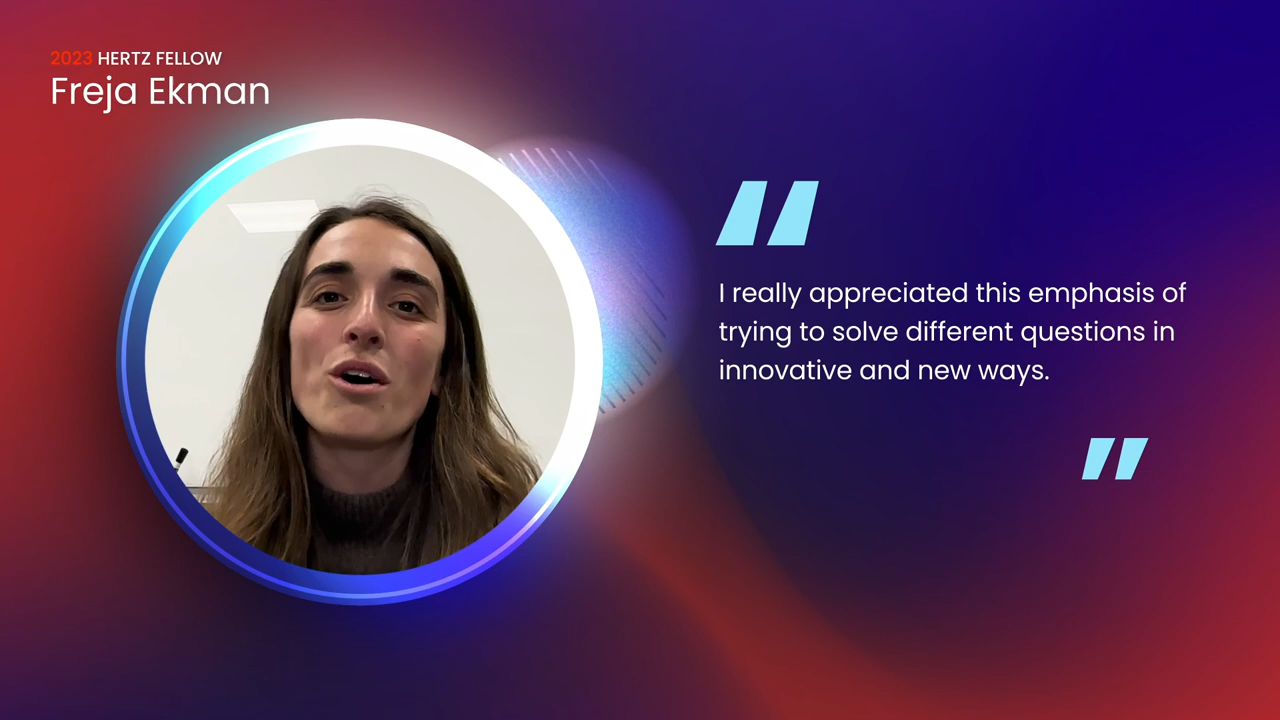 2023 HERTZ FELLOW
Freja Ekman
"
I really appreciated this emphasis of
trying to solve different questions in
innovative and new ways.
"